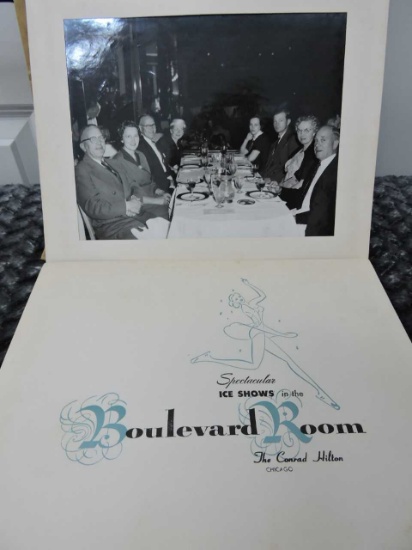 Spectacular
ICE SHOWS in the
Boulevard Room
The Conrad Hilton
CHICAGO